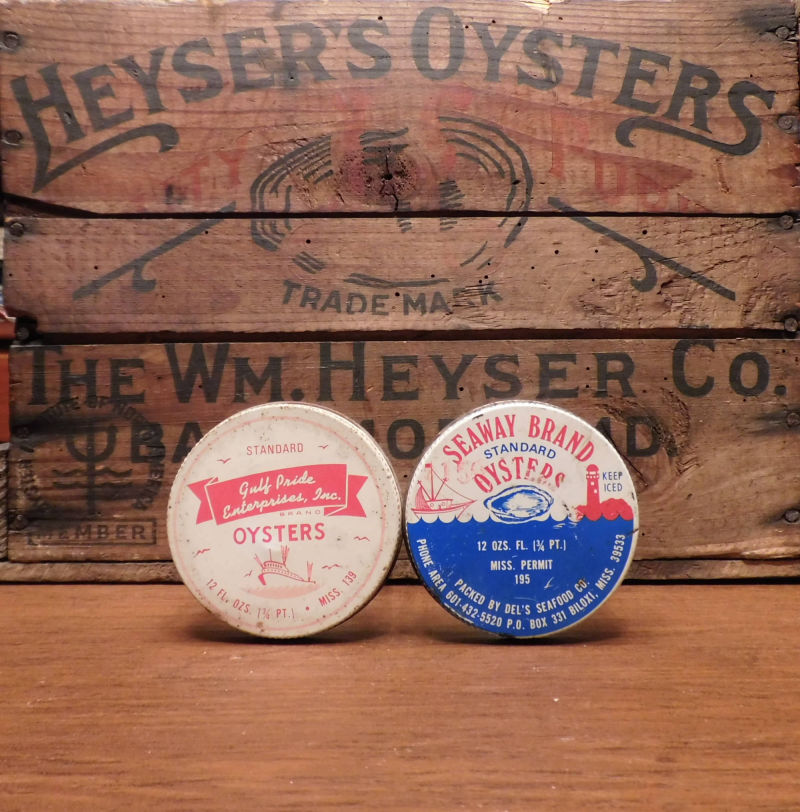 HEYSER'S OYSTERS
TRADE MARK
THE WM. HEYSER CO.
MEMBER
STANDARD
Gulf Pride
Enterprises, Inc.
BRAND
OYSTERS
12 FL. OZS. (¾ PT.) • MISS. 139
SEAWAY BRAND
STANDARD
OYSTERS
KEEP
ICED
12 OZS. FL. (¾ PT.)
MISS. PERMIT
195
PACKED BY DEL'S SEAFOOD CO.
PHONE AREA 601-432-5520 P.O. BOX 331 BILOXI, MISS. 39533